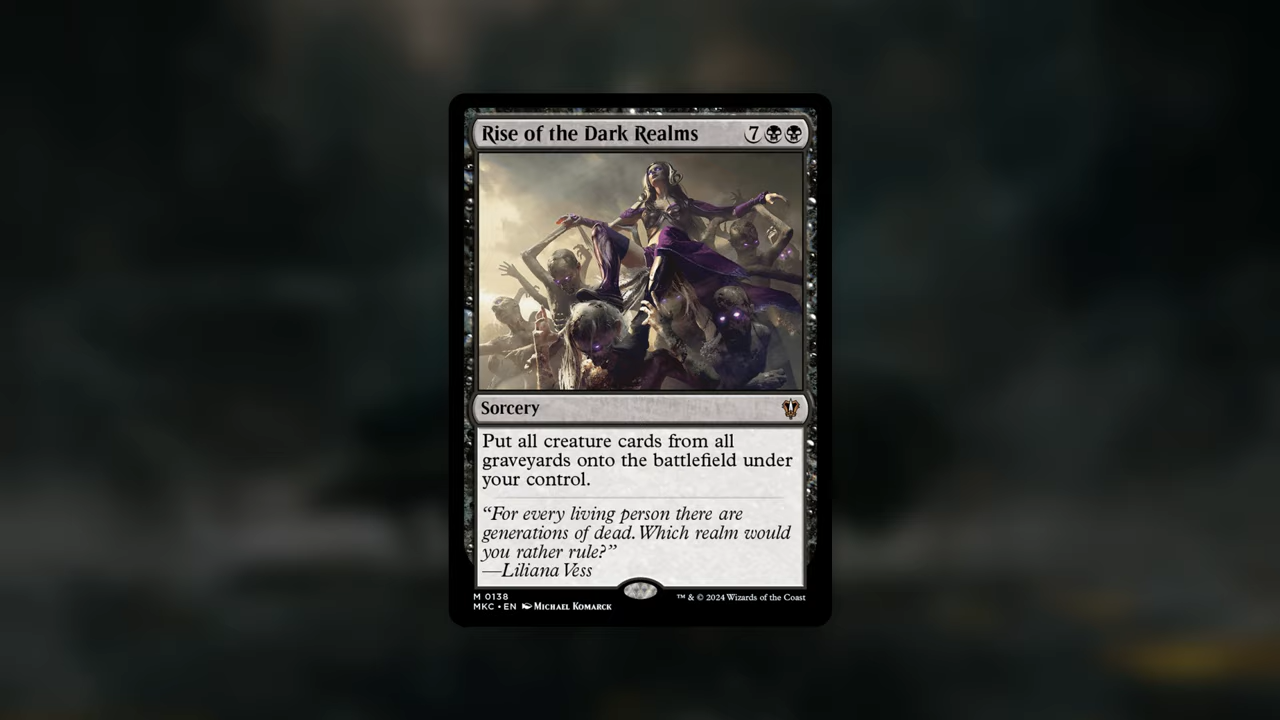 Rise of the Dark Realms 7
Sorcery
Put all creature cards from all
graveyards onto the battlefield under
your control.
“For every living person there are
generations of dead. Which realm would
you rather rule?”
—Liliana Vess
M 0138
MKC • EN Michael Komarck
™ & © 2024 Wizards of the Coast